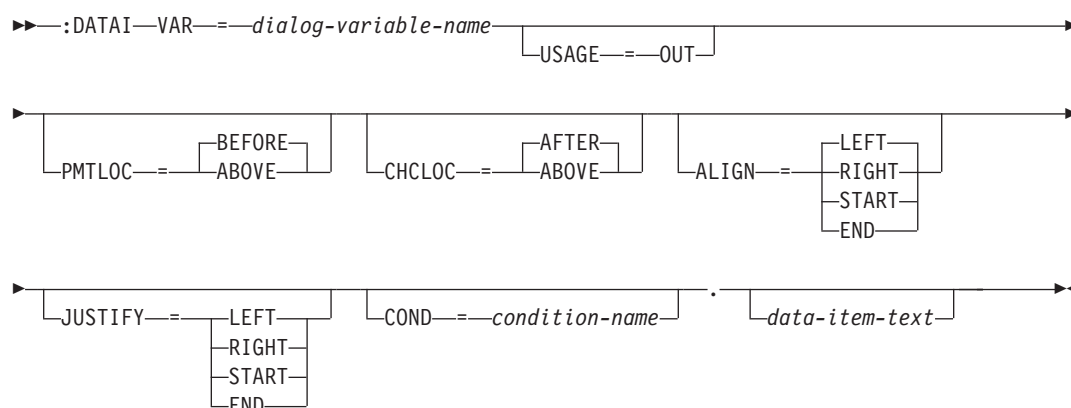 :DATAI VAR = dialog-variable-name
USAGE = OUT
BEFORE AFTER LEFT
PMTLOC = ABOVE CHCLOC = ABOVE ALIGN = RIGHT
START
END
JUSTIFY = LEFT COND = condition-name . data-item-text
RIGHT
START
END